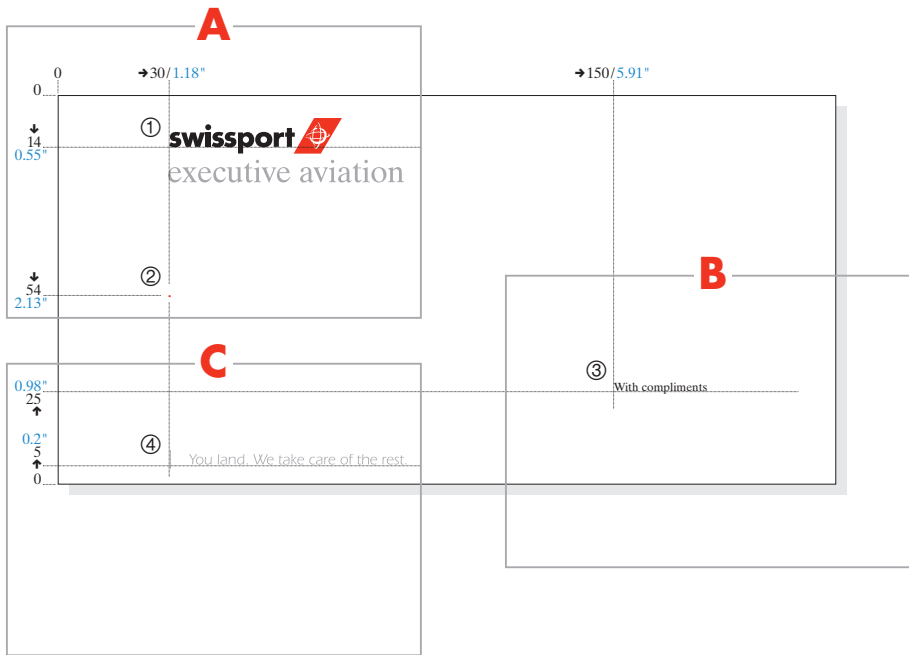 A
0 →30/1.18" →150/5.91"
0
① swissport
↓
14
0.55"
executive aviation
②
↓
54
2.13"
B
C
③
0.98"
With compliments
25
↑
0.2"
④
5
You land. We take care of the rest.
↑
0